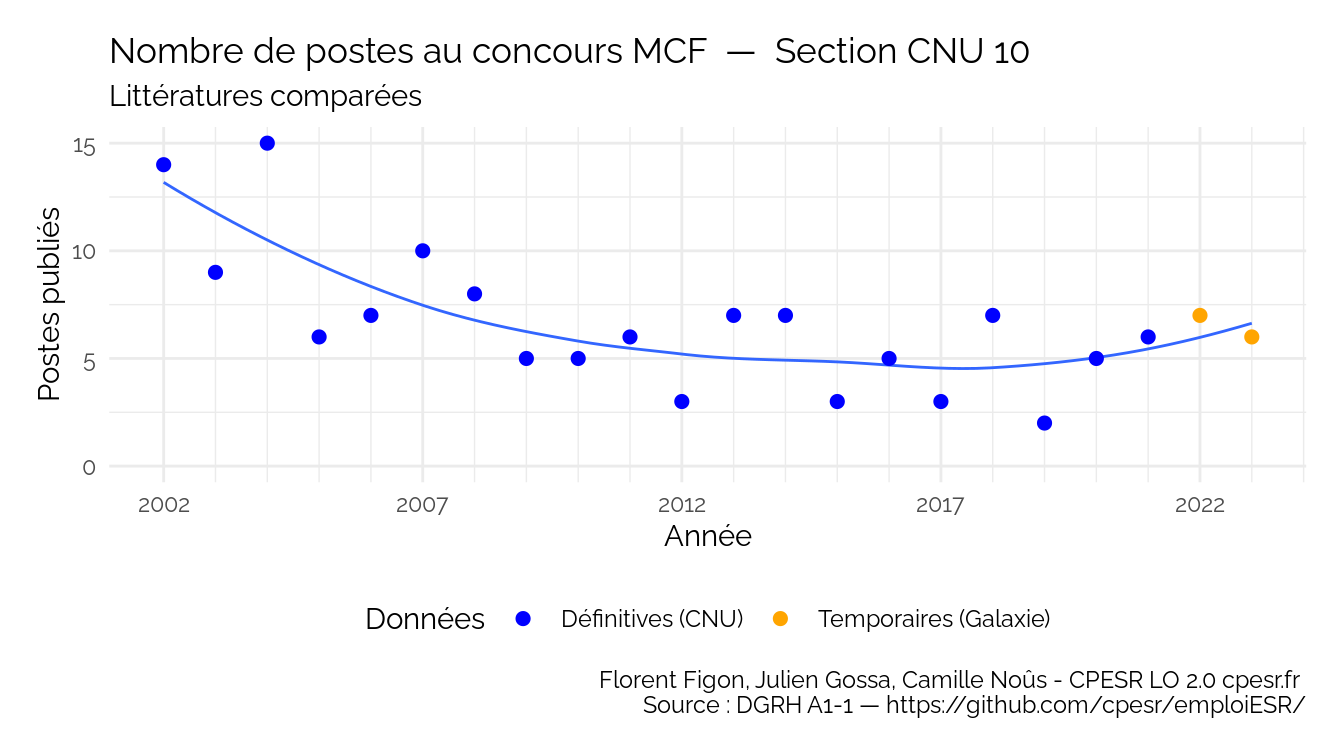 Nombre de postes au concours MCF — Section CNU 10
Littératures comparées
15
10
5
0
Postes publiés
2002 2007 2012 2017 2022
Année
Données Définitives (CNU) Temporaires (Galaxie)
Florent Figon, Julien Gossa, Camille Noûs - CPESR LO 2.0 cpesr.fr
Source : DGRH A1-1 — https://github.com/cpesr/emploiESR/